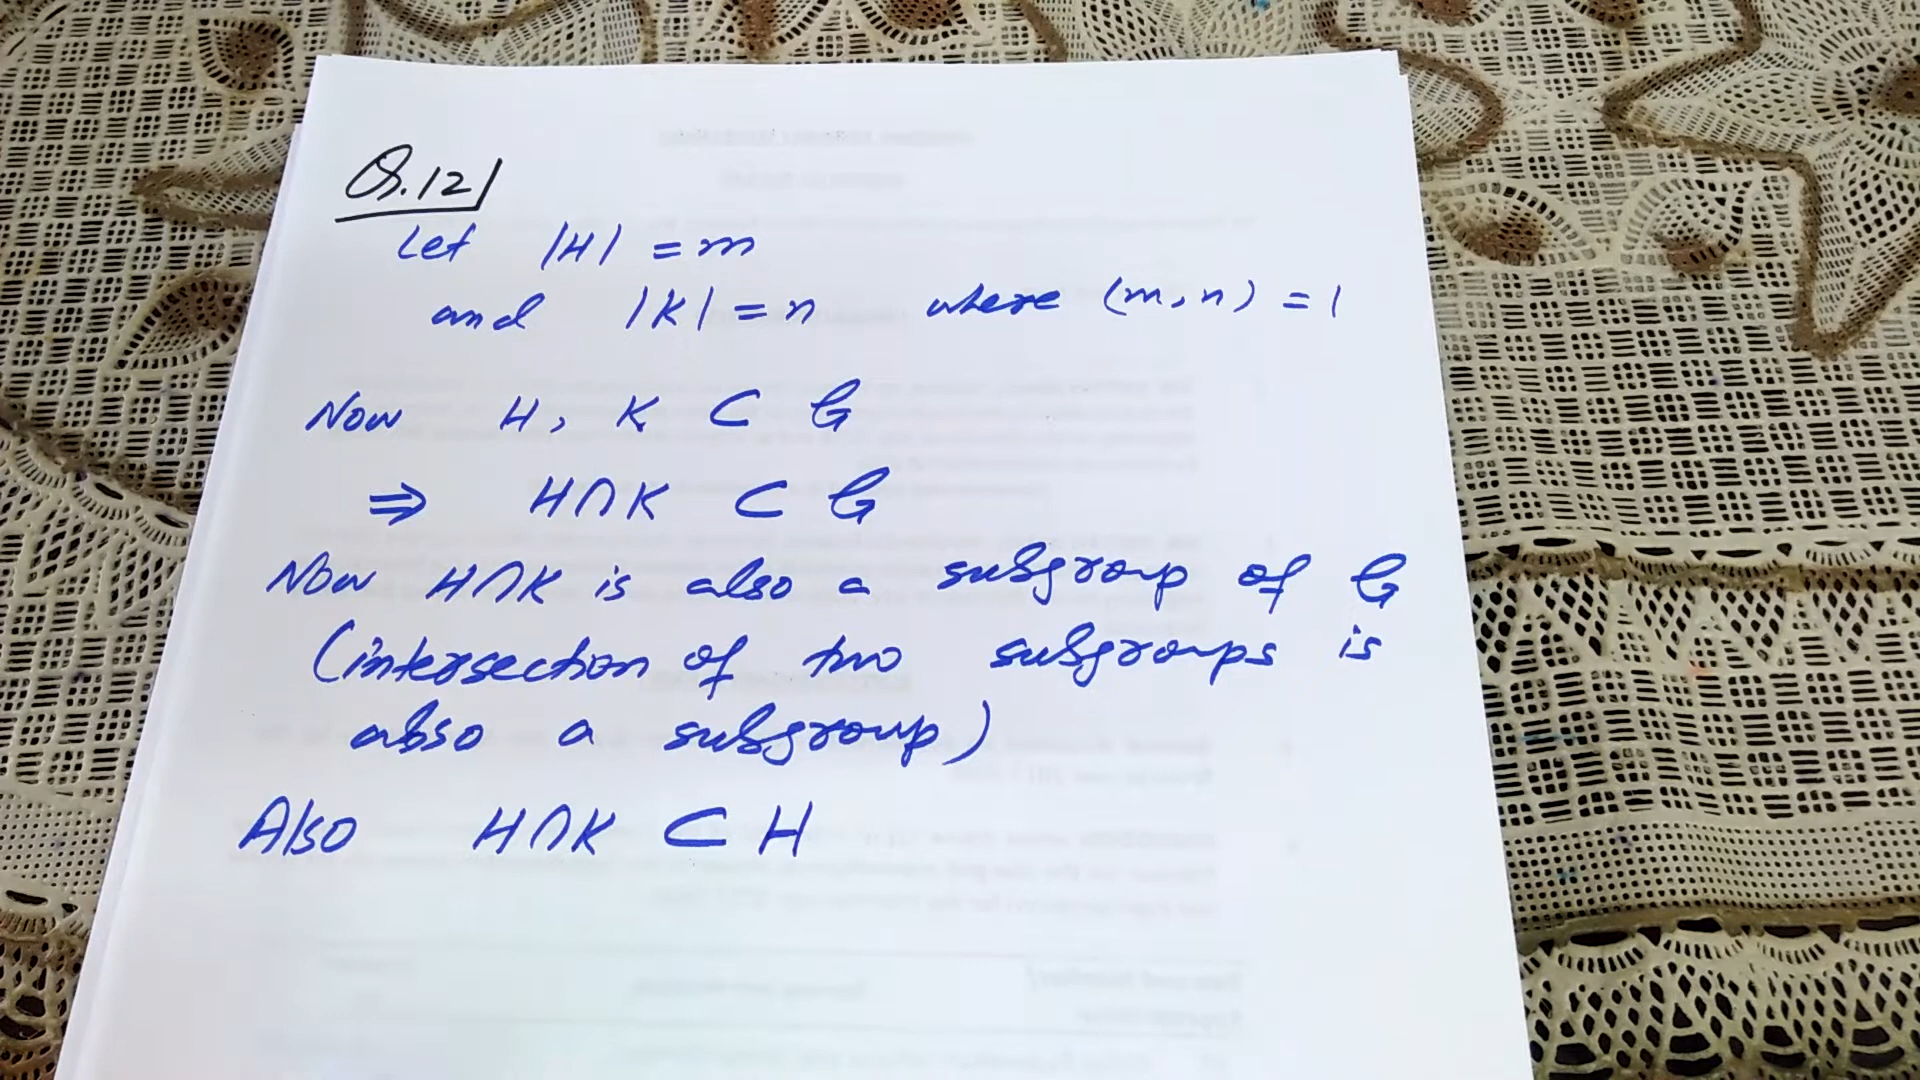 Q.12/
Let |H| = m
and |K| = n where (m,n) = 1
Now H, K ⊂ G
⇒ H∩K ⊂ G
Now H∩K is also a subgroup of G
(intersection of two subgroups is
also a subgroup)
Also H∩K ⊂ H